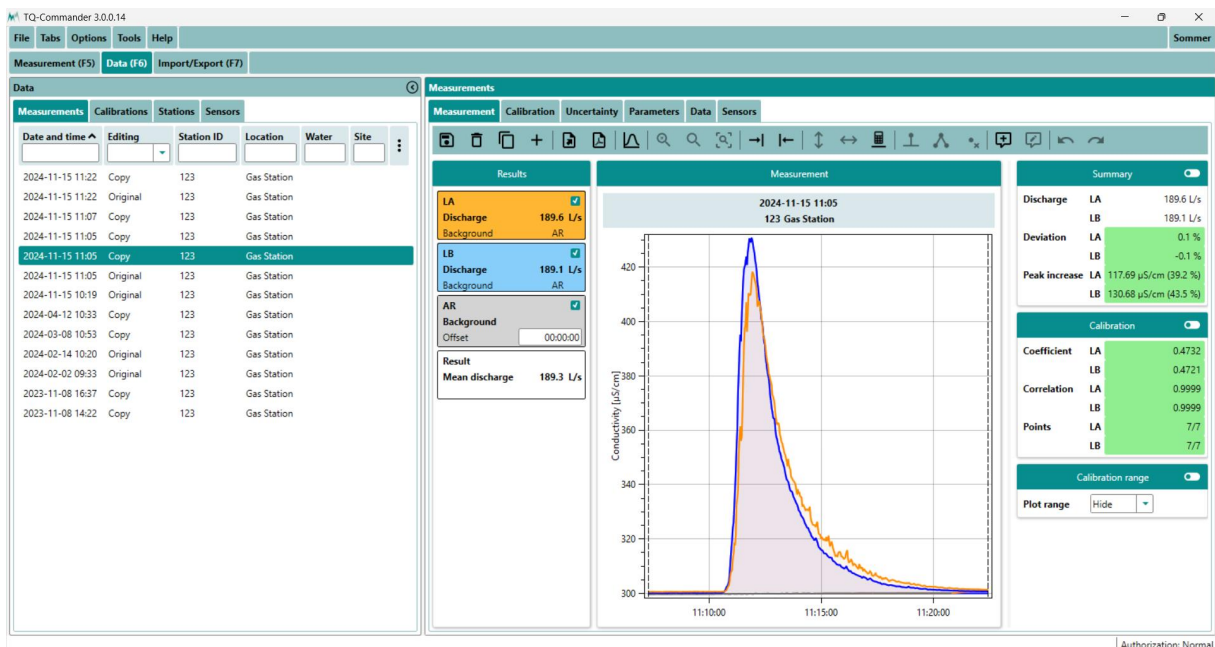 TQ-Commander 3.0.0.14
File Tabs Options Tools Help Sommer
Measurement (F5) Data (F6) Import/Export (F7)
Data
Measurements Calibrations Stations Sensors
Date and time Editing Station ID Location Water Site
2024-11-15 11:22 Copy 123 Gas Station
2024-11-15 11:22 Original 123 Gas Station
2024-11-15 11:07 Copy 123 Gas Station
2024-11-15 11:05 Copy 123 Gas Station
2024-11-15 11:05 Copy 123 Gas Station
2024-11-15 11:05 Original 123 Gas Station
2024-11-15 10:19 Original 123 Gas Station
2024-04-12 10:33 Copy 123 Gas Station
2024-03-08 10:53 Copy 123 Gas Station
2024-02-14 10:20 Original 123 Gas Station
2024-02-02 09:33 Original 123 Gas Station
2023-11-08 16:37 Copy 123 Gas Station
2023-11-08 14:22 Copy 123 Gas Station
Measurements
Measurement Calibration Uncertainty Parameters Data Sensors
Results
LA
Discharge 189.6 L/s
Background AR
LB
Discharge 189.1 L/s
Background AR
AR
Background
Offset 00:00:00
Result
Mean discharge 189.3 L/s
Measurement
2024-11-15 11:05
123 Gas Station
Conductivity [µS/cm]
420
400
380
360
340
320
300
11:10:00 11:15:00 11:20:00
Summary
Discharge LA 189.6 L/s
LB 189.1 L/s
Deviation LA 0.1 %
LB -0.1 %
Peak increase LA 117.69 µS/cm (39.2 %)
LB 130.68 µS/cm (43.5 %)
Calibration
Coefficient LA 0.4732
LB 0.4721
Correlation LA 0.9999
LB 0.9999
Points LA 7/7
LB 7/7
Calibration range
Plot range Hide
Authorization: Normal